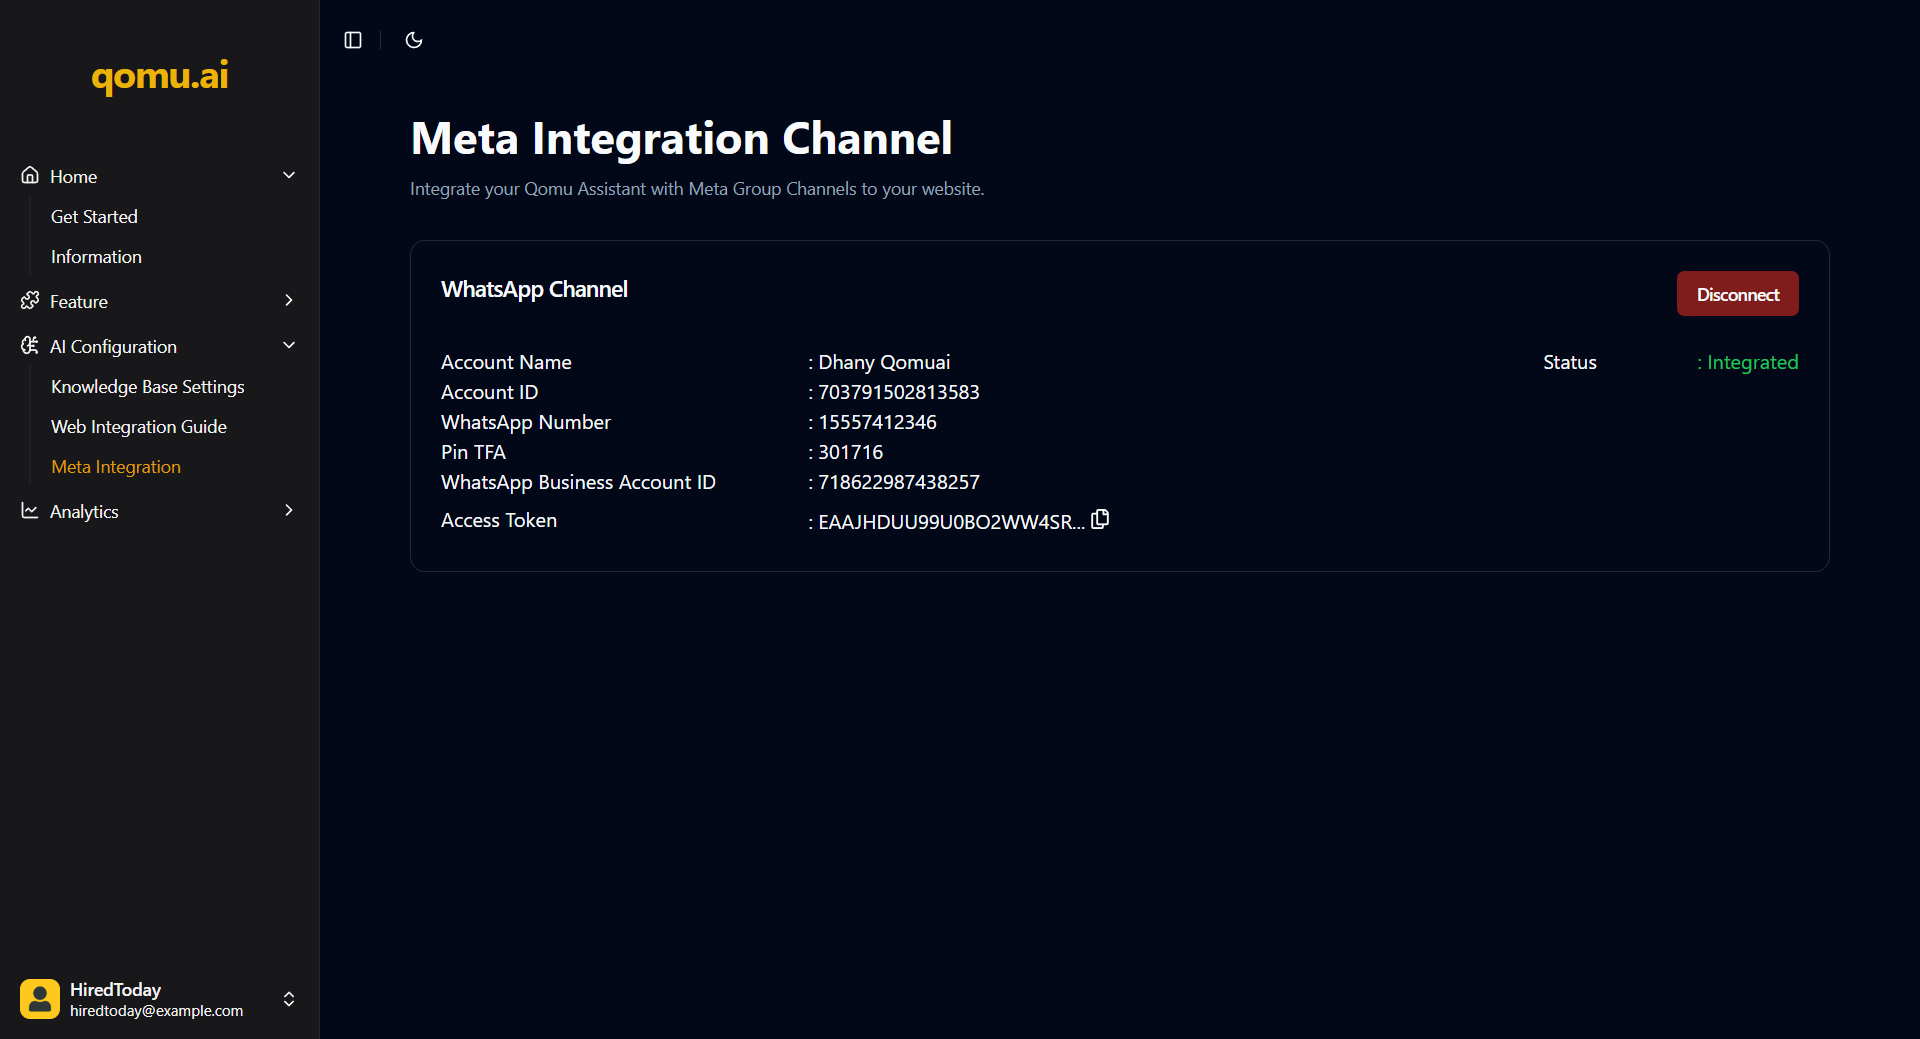 qomu.ai
Home
Get Started
Information
Feature
AI Configuration
Knowledge Base Settings
Web Integration Guide
Meta Integration
Analytics
HiredToday
hiredtoday@example.com
Meta Integration Channel
Integrate your Qomu Assistant with Meta Group Channels to your website.
WhatsApp Channel
Disconnect
Account Name : Dhany Qomuai Status : Integrated
Account ID : 703791502813583
WhatsApp Number : 15557412346
Pin TFA : 301716
WhatsApp Business Account ID : 718622987438257
Access Token : EAAJHDUU99U0BO2WW4SR...